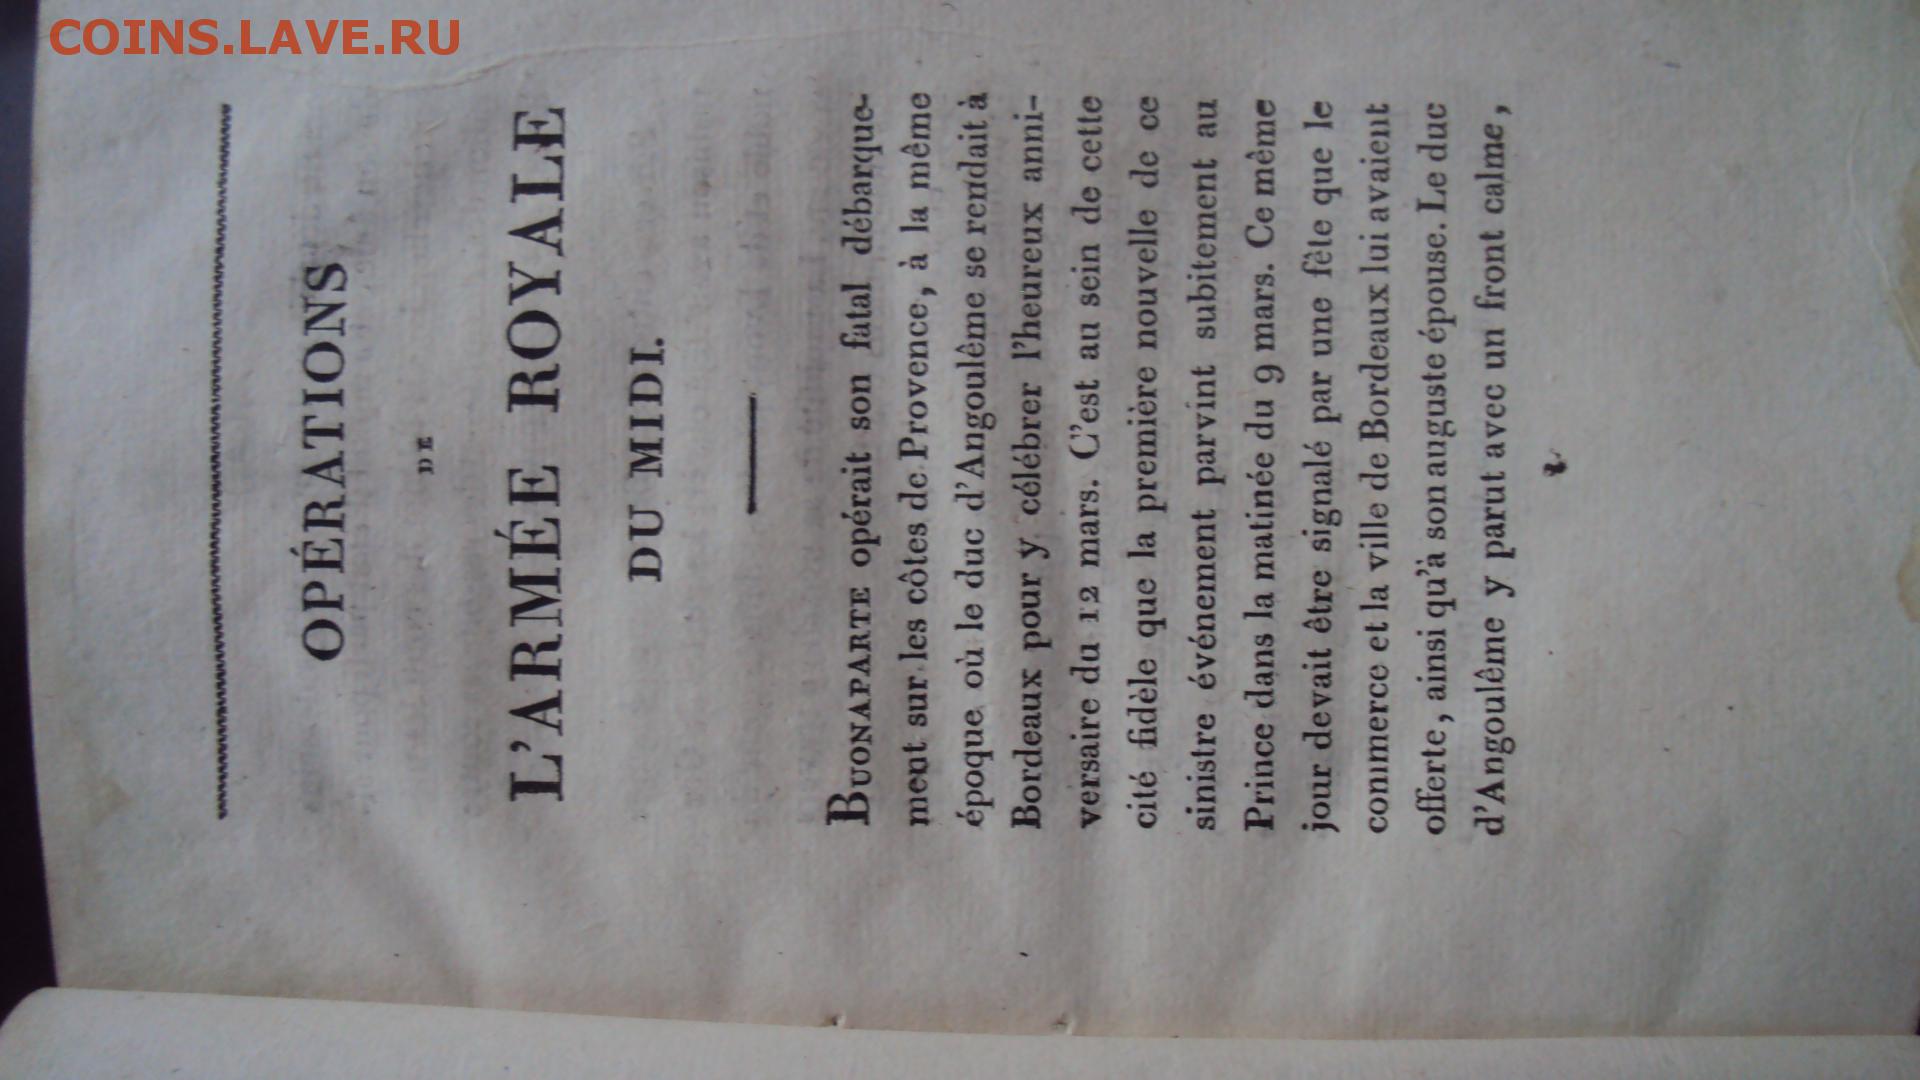 COINS.LAVE.RU
OPÉRATIONS
DE
L'ARMÉE ROYALE
DU MIDI.
BUONAPARTE opérait son fatal débarque-
ment sur les côtes de Provence, à la même
époque où le duc d'Angoulême se rendait à
Bordeaux pour y célébrer l'heureux anni-
versaire du 12 mars. C'est au sein de cette
cité fidèle que la première nouvelle de ce
sinistre événement parvint subitement au
Prince dans la matinée du 9 mars. Ce même
jour devait être signalé par une fête que le
commerce et la ville de Bordeaux lui avaient
offerte, ainsi qu'à son auguste épouse. Le duc
d'Angoulême y parut avec un front calme,